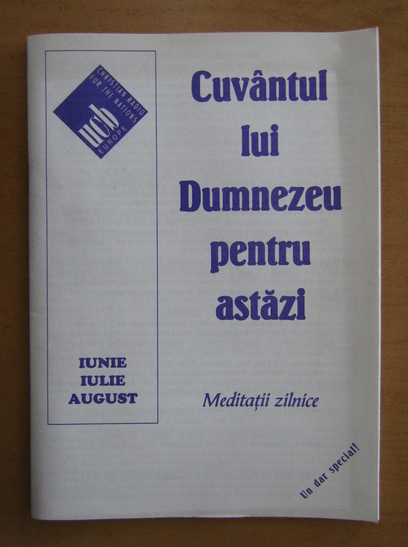 CHRISTIAN RADIO
FOR THE NATIONS
ucb
EUROPE
Cuvântul
lui
Dumnezeu
pentru
astăzi
IUNIE
IULIE
AUGUST
Meditații zilnice
Un dar special!